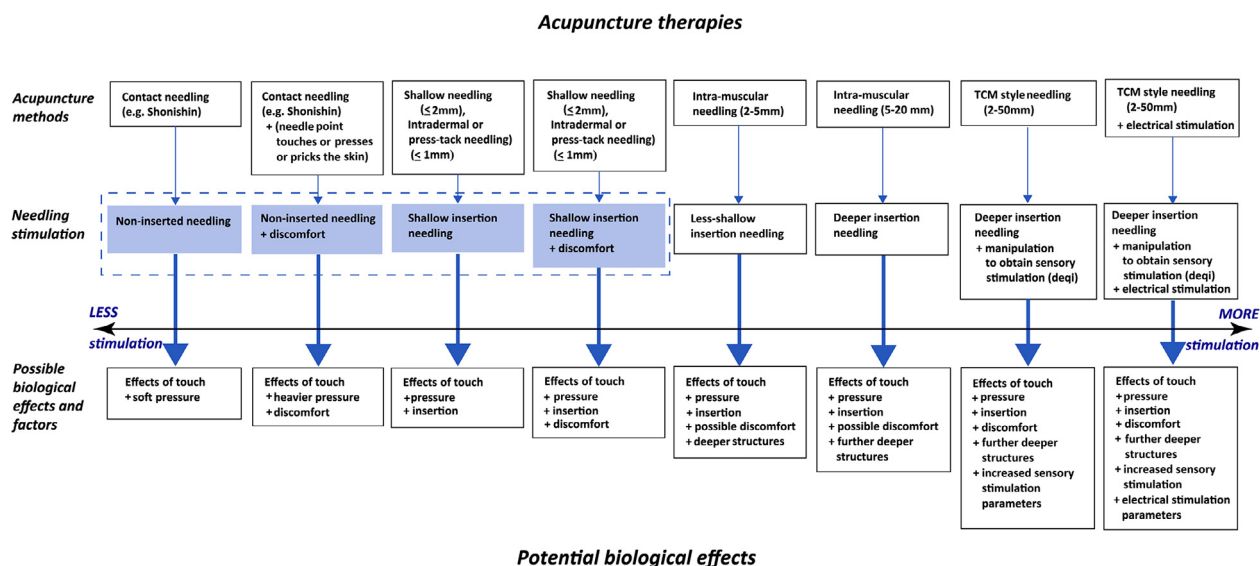 Acupuncture therapies
Acupuncture
methods
Contact needling
(e.g. Shonishin)
Contact needling
(e.g. Shonishin)
+ (needle point
touches or presses
or pricks the skin)
Shallow needling
(≤2mm),
Intradermal or
press-tack needling)
(≤ 1mm)
Shallow needling
(≤2mm),
Intradermal or
press-tack needling)
(≤ 1mm)
Intra-muscular
needling (2-5mm)
Intra-muscular
needling (5-20 mm)
TCM style needling
(2-50mm)
TCM style needling
(2-50mm)
+ electrical stimulation
Needling
stimulation
Non-inserted needling
Non-inserted needling
+ discomfort
Shallow insertion
needling
Shallow insertion
needling
+ discomfort
Less-shallow
insertion needling
Deeper insertion
needling
Deeper insertion
needling
+ manipulation
to obtain sensory
stimulation (deqi)
Deeper insertion
needling
+ manipulation
to obtain sensory
stimulation (deqi)
+ electrical stimulation
LESS
stimulation
MORE
stimulation
Possible
biological
effects and
factors
Effects of touch
+ soft pressure
Effects of touch
+ heavier pressure
+ discomfort
Effects of touch
+pressure
+ insertion
Effects of touch
+ pressure
+ insertion
+ discomfort
Effects of touch
+ pressure
+ insertion
+ possible discomfort
+ deeper structures
Effects of touch
+ pressure
+ insertion
+ possible discomfort
+ further deeper
structures
Effects of touch
+ pressure
+ insertion
+ discomfort
+ further deeper
structures
+ increased sensory
stimulation
parameters
Effects of touch
+pressure
+ insertion
+ discomfort
+ further deeper
structures
+ increased sensory
stimulation
+ electrical stimulation
parameters
Potential biological effects